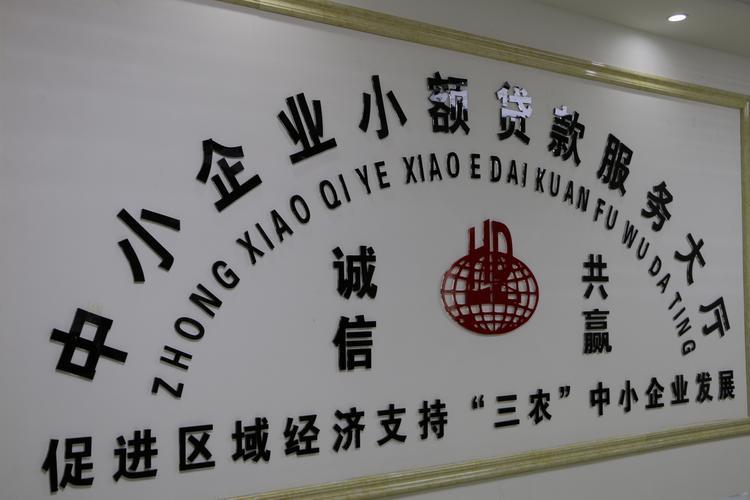 中小企业小额贷款服务大厅
ZHONG XIAO QI YE XIAO E DAI KUAN FU WU DA TING
诚信
共赢
促进区域经济支持“三农”中小企业发展